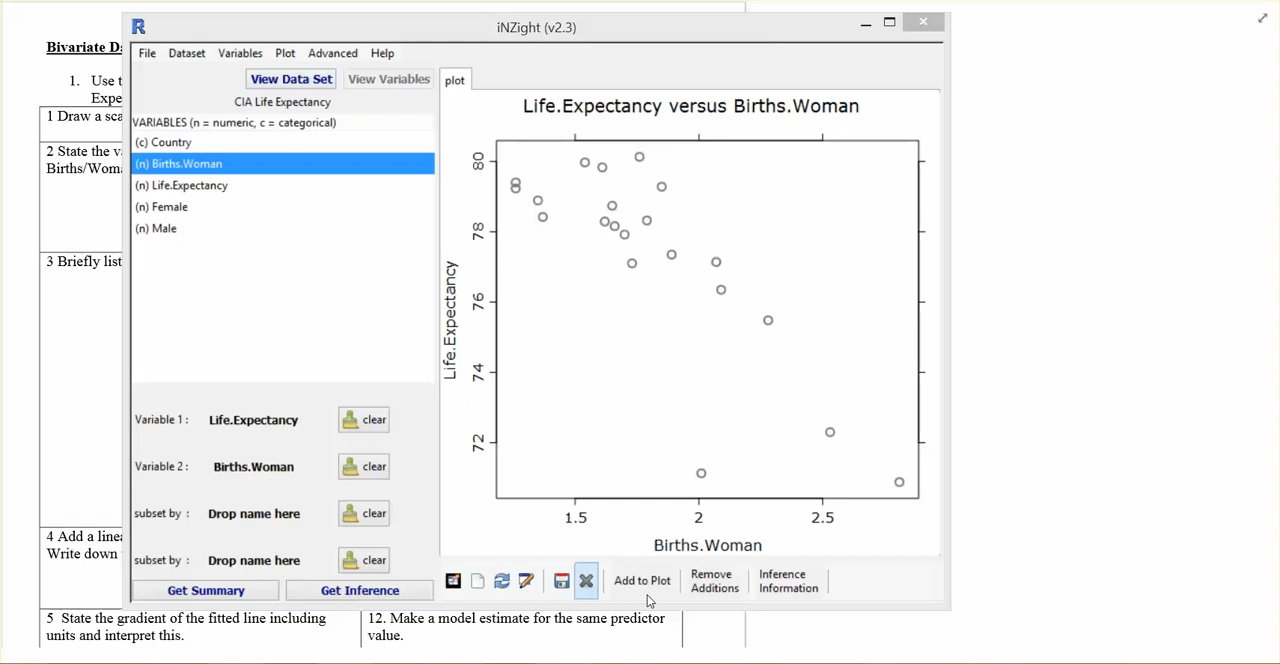 iNZight (v2.3)
File Dataset Variables Plot Advanced Help
View Data Set View Variables
CIA Life Expectancy
VARIABLES (n = numeric, c = categorical)
(c) Country
(n) Births.Woman
(n) Life.Expectancy
(n) Female
(n) Male
Variable 1 : Life.Expectancy clear
Variable 2 : Births.Woman clear
subset by : Drop name here clear
subset by : Drop name here clear
Get Summary Get Inference
plot
Life.Expectancy versus Births.Woman
Life.Expectancy
80
78
76
74
72
1.5 2 2.5
Births.Woman
Add to Plot
Remove Additions
Inference Information
Bivariate Da
1. Use t
Expe
1 Draw a sca
2 State the va
Births/Woma
3 Briefly list
4 Add a linea
Write down
5 State the gradient of the fitted line including
units and interpret this.
12. Make a model estimate for the same predictor
value.